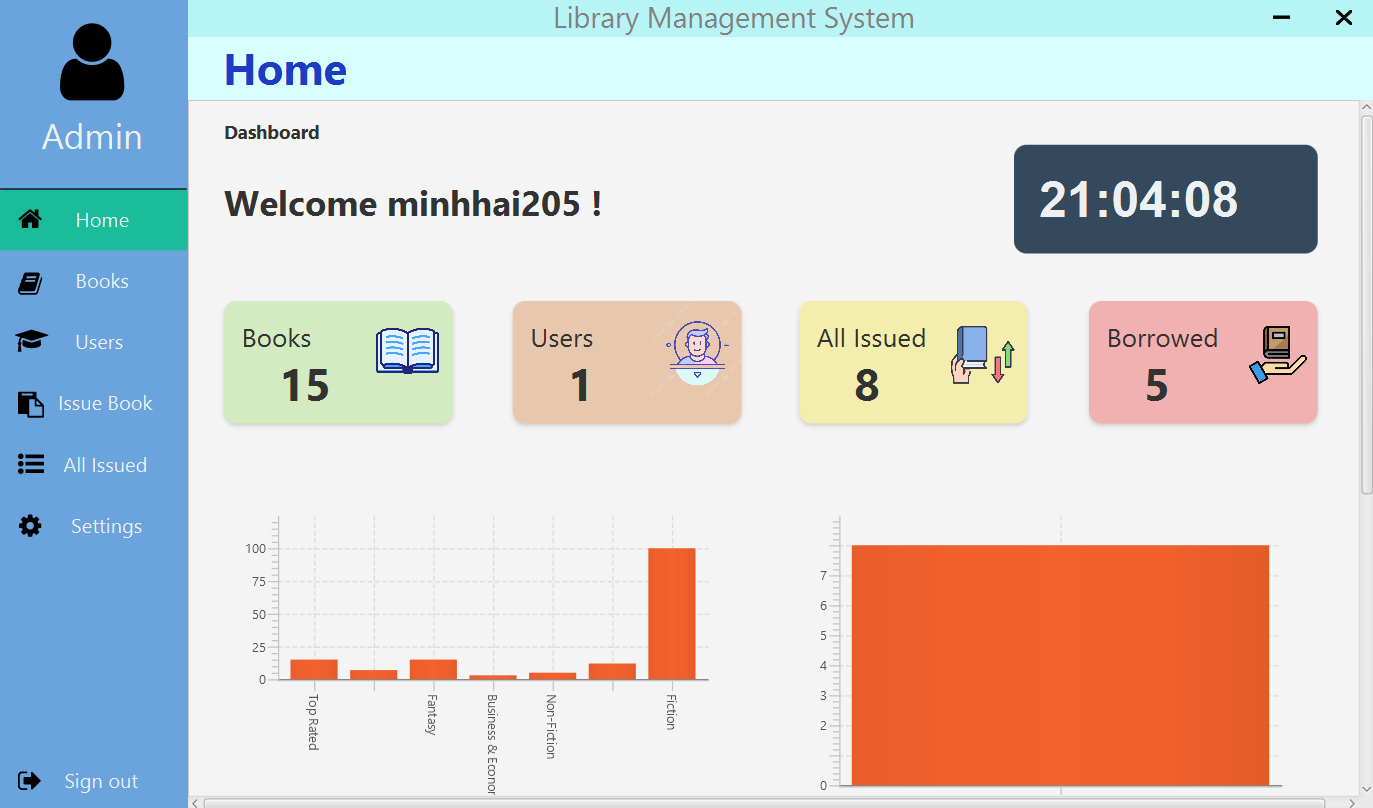 Library Management System
Admin
Home
Books
Users
Issue Book
All Issued
Settings
Sign out
Home
Dashboard
Welcome minhhai205 !
21:04:08
Books
15
Users
1
All Issued
8
Borrowed
5
100
75
50
25
0
Top Rated
Fantasy
Business & Econor
Non-Fiction
Fiction
7
6
5
4
3
2
0